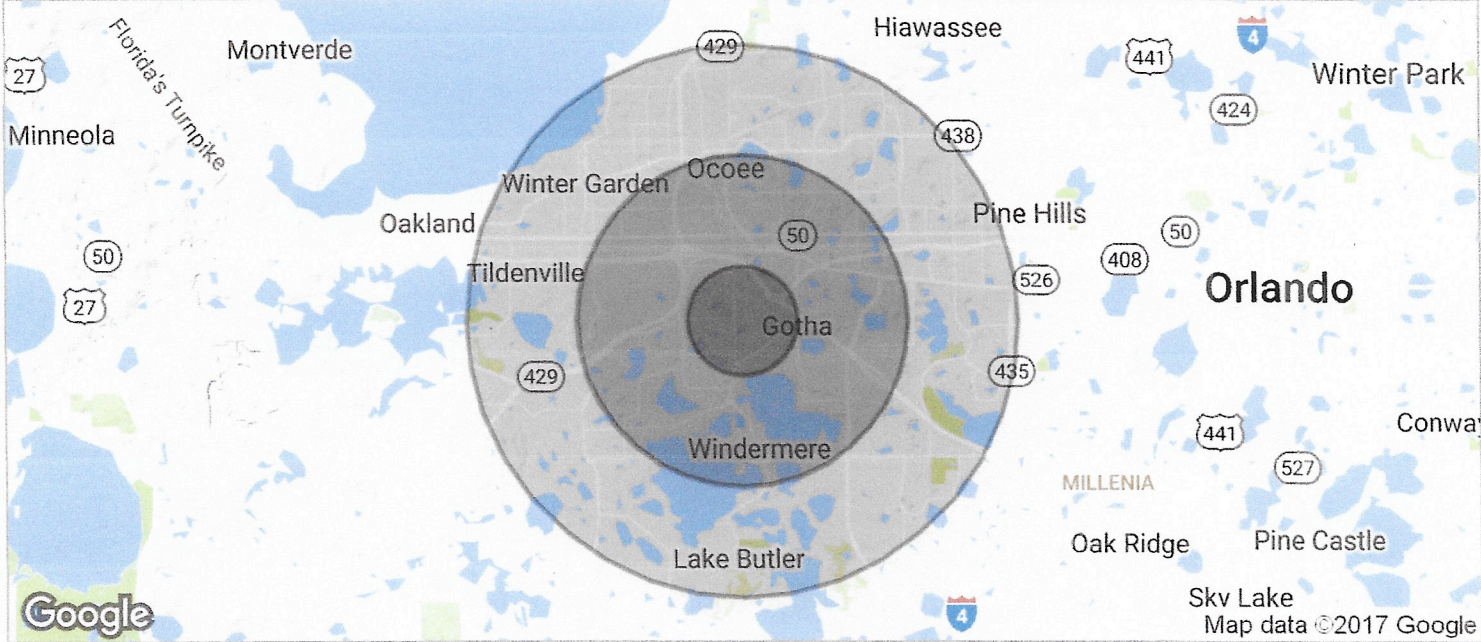 Hiawassee
429
441
4
Montverde
Florida's Turnpike
27
Winter Park
424
Minneola
438
Ocoee
Winter Garden
Pine Hills
Oakland
50
50
50
408
Tildenville
526
Orlando
27
Gotha
429
435
Conway
441
Windermere
527
MILLENIA
Oak Ridge
Pine Castle
Lake Butler
Sky Lake
4
Google
Map data ©2017 Google